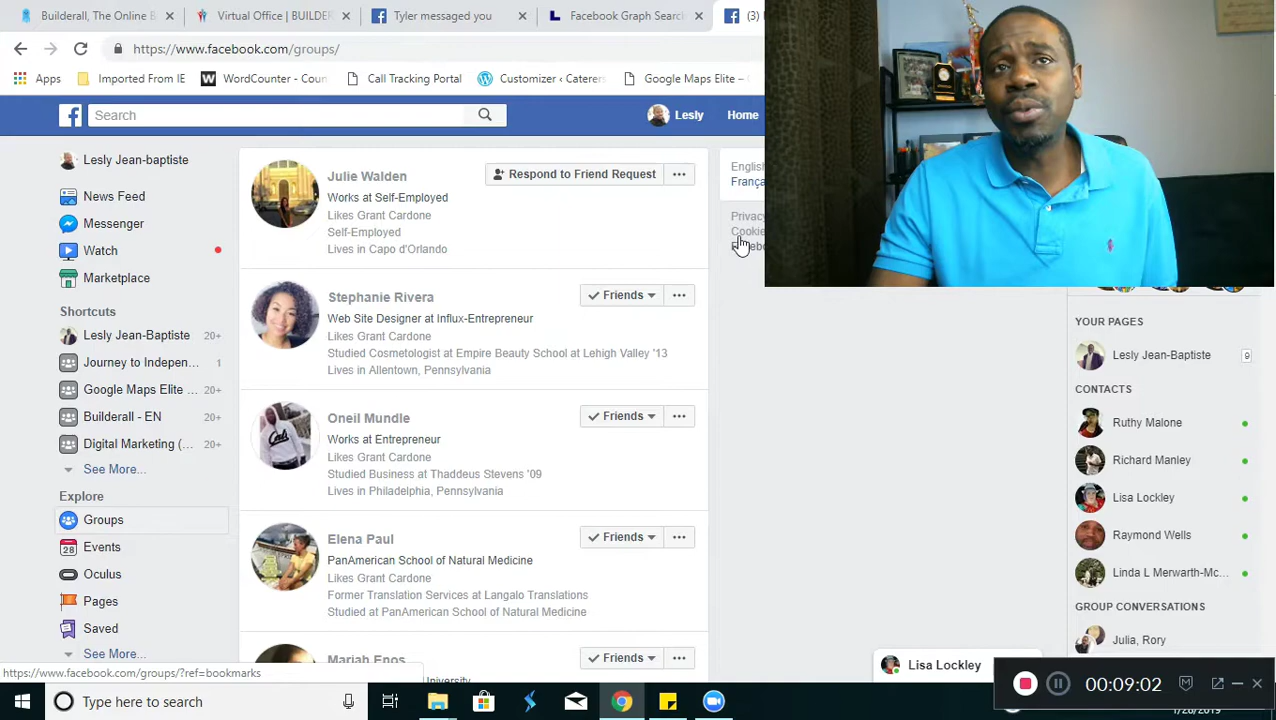 Builderall, The Online B
Virtual Office | BUILDER
Tyler messaged you
Facebook Graph Search
(3)
https://www.facebook.com/groups/
Apps
Imported From IE
WordCounter - Coun
Call Tracking Portal
Customizer ‹ Caterers
Google Maps Elite –
Search
Lesly
Home
Lesly Jean-baptiste
News Feed
Messenger
Watch
Marketplace
Shortcuts
Lesly Jean-Baptiste 20+
Journey to Indepen... 1
Google Maps Elite ... 20+
Builderall - EN 20+
Digital Marketing (... 20+
See More...
Explore
Groups
Events
28
Oculus
Pages
Saved
See More...
https://www.facebook.com/groups/?ref=bookmarks
Julie Walden
Respond to Friend Request
Works at Self-Employed
Likes Grant Cardone
Self-Employed
Lives in Capo d'Orlando
Stephanie Rivera
Friends
Web Site Designer at Influx-Entrepreneur
Likes Grant Cardone
Studied Cosmetologist at Empire Beauty School at Lehigh Valley '13
Lives in Allentown, Pennsylvania
Oneil Mundle
Friends
Works at Entrepreneur
Likes Grant Cardone
Studied Business at Thaddeus Stevens '09
Lives in Philadelphia, Pennsylvania
Elena Paul
Friends
PanAmerican School of Natural Medicine
Likes Grant Cardone
Former Translation Services at Langalo Translations
Studied at PanAmerican School of Natural Medicine
Mariah Enos
Friends
University
English
França
Privacy
Cookie
YOUR PAGES
Lesly Jean-Baptiste 9
CONTACTS
Ruthy Malone
Richard Manley
Lisa Lockley
Raymond Wells
Linda L Merwarth-Mc...
GROUP CONVERSATIONS
Julia, Rory
Lisa Lockley
00:09:02
Type here to search
1/28/2019